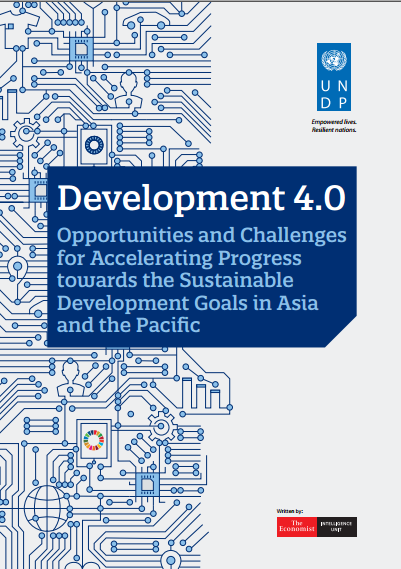 U N
D P
Empowered lives.
Resilient nations.
Development 4.0
Opportunities and Challenges
for Accelerating Progress
towards the Sustainable
Development Goals in Asia
and the Pacific
Written by:
The
Economist
INTELLIGENCE
UNIT